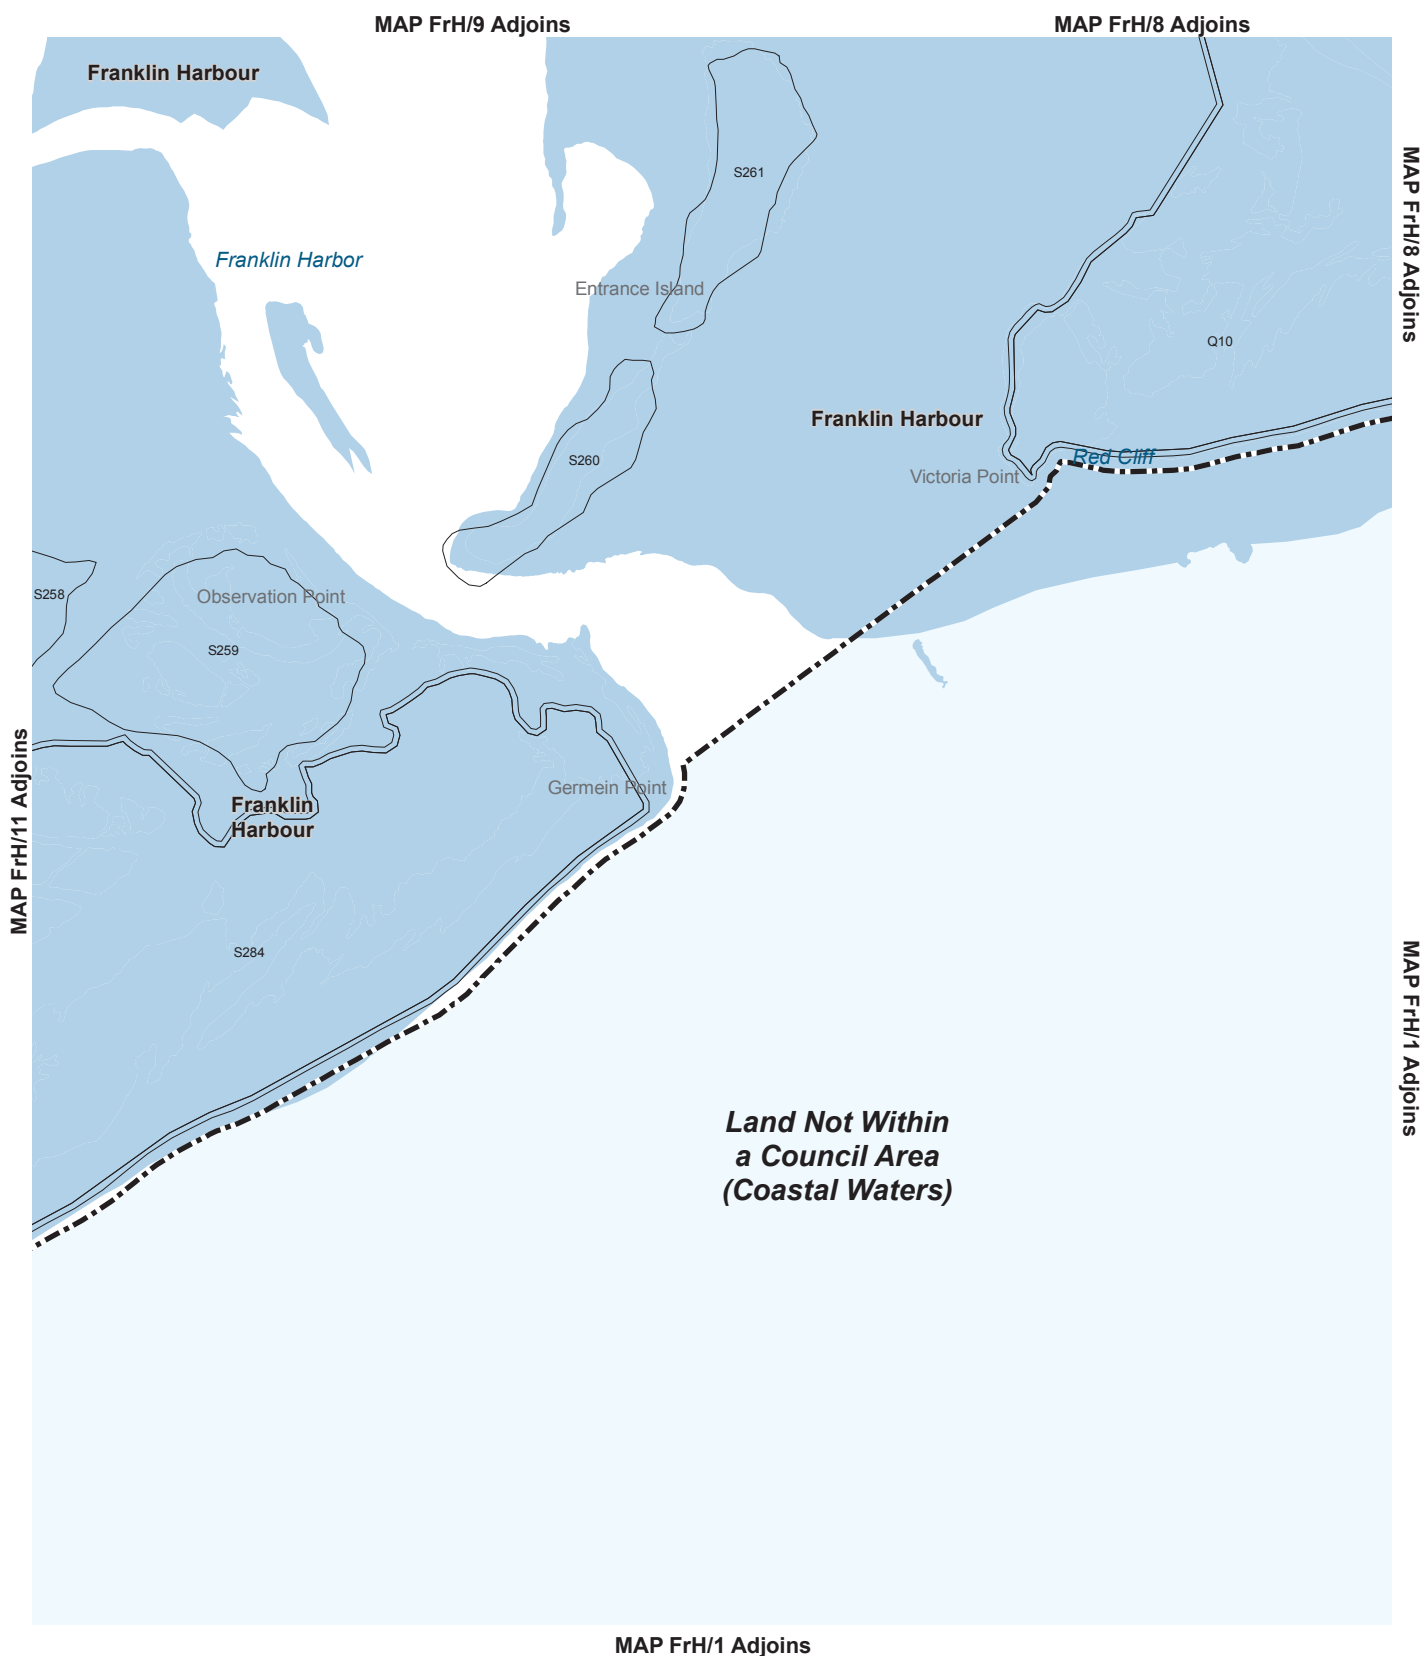 MAP FrH/9 Adjoins
MAP FrH/8 Adjoins
Franklin Harbour
MAP FrH/8 Adjoins
S261
Franklin Harbor
Entrance Island
Q10
Franklin Harbour
Red Cliff
S260
Victoria Point
S258
Observation Point
S259
MAP FrH/11 Adjoins
Germein Point
Franklin
Harbour
S284
MAP FrH/1 Adjoins
Land Not Within
a Council Area
(Coastal Waters)
MAP FrH/1 Adjoins